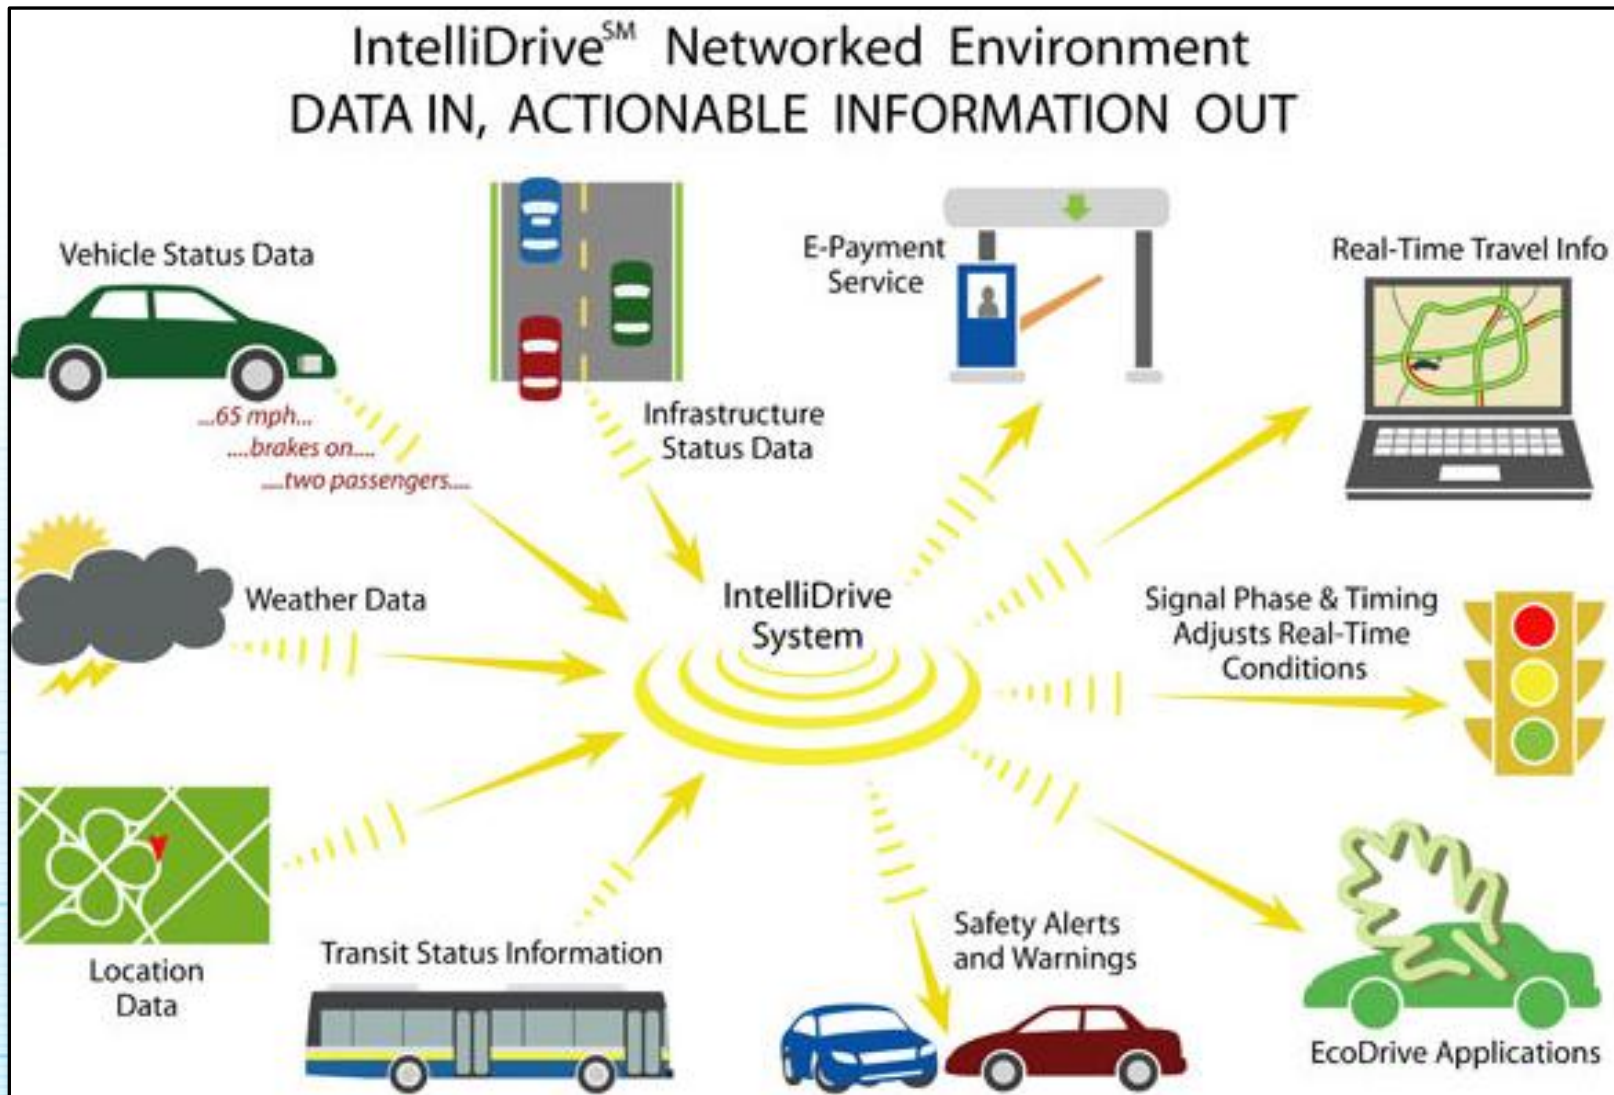 IntelliDrive℠ Networked Environment
DATA IN, ACTIONABLE INFORMATION OUT
Vehicle Status Data
....65 mph...
....brakes on....
....two passengers....
Infrastructure
Status Data
E-Payment
Service
Real-Time Travel Info
Weather Data
IntelliDrive
System
Signal Phase & Timing
Adjusts Real-Time
Conditions
Location
Data
Transit Status Information
Safety Alerts
and Warnings
EcoDrive Applications